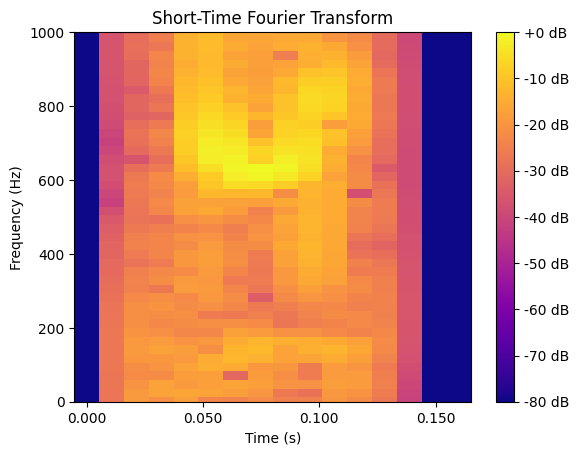 Short-Time Fourier Transform
1000
800
600
400
200
0
Frequency (Hz)
0.000
0.050
0.100
0.150
Time (s)
+0 dB
-10 dB
-20 dB
-30 dB
-40 dB
-50 dB
-60 dB
-70 dB
-80 dB